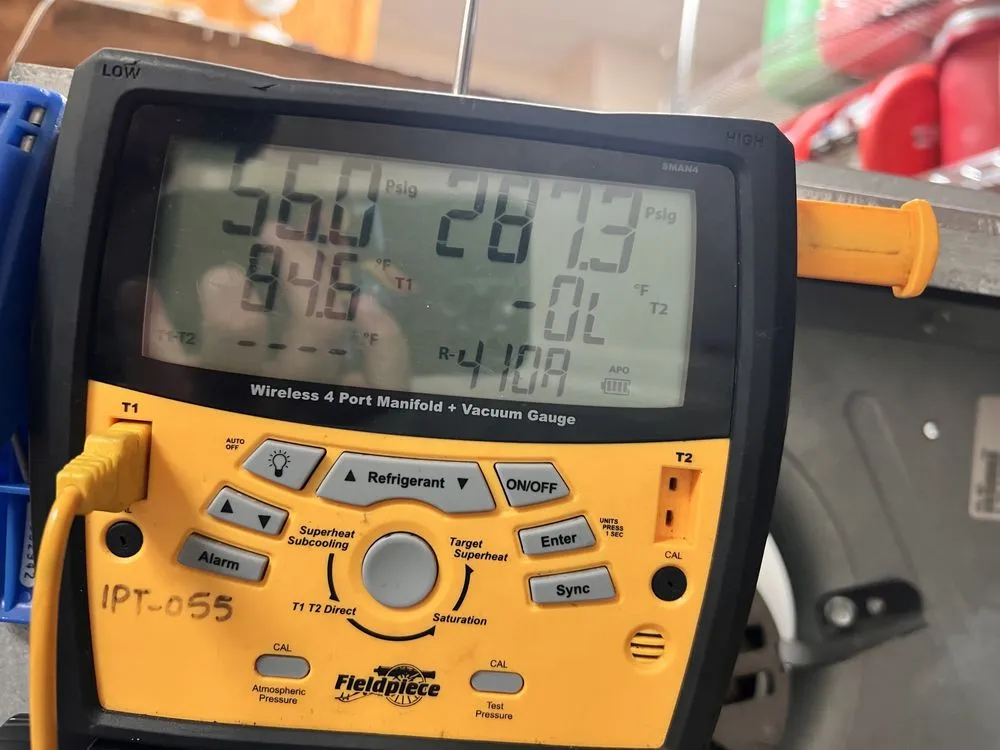 LOW
HIGH
SMAN4
56.0 Psig 287.3 Psig
84.6 °F T1 -OL °F T2
T1-T2 ---- °F R-410A APO
Wireless 4 Port Manifold + Vacuum Gauge
T1
T2
AUTO
OFF
▲ Refrigerant ▼
ON/OFF
▲ ▼
Superheat
Subcooling
Target
Superheat
Enter
UNITS
PRESS
1 SEC
Alarm
Sync
CAL
T1 T2 Direct
Saturation
IPT-055
CAL
Atmospheric
Pressure
Fieldpiece
CAL
Test
Pressure